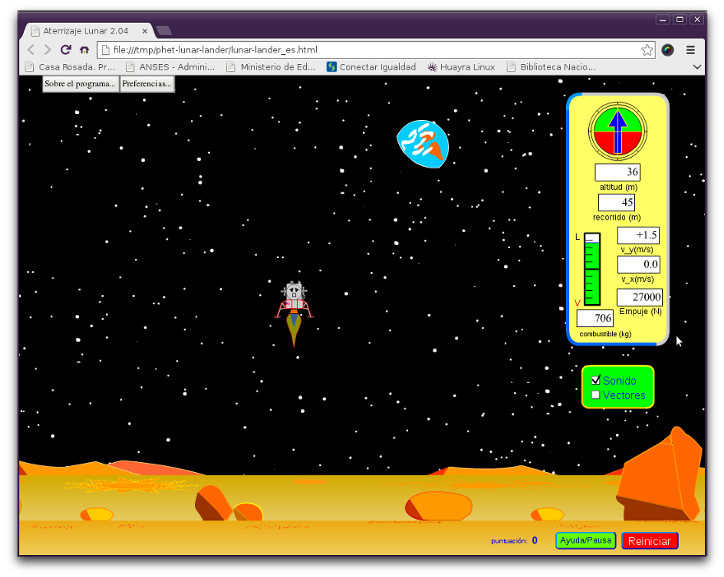 Aterrizaje Lunar 2.04
file:///tmp/phet-lunar-lander/lunar-lander_es.html
Casa Rosada. Pr... ANSES - Admini... Ministerio de Ed... Conectar Igualdad Huayra Linux Biblioteca Nacio...
Sobre el programa... Preferencias...
36
altitud (m)
45
recorrido (m)
L
+1.5
v_y(m/s)
0.0
v_x(m/s)
27000
V
Empuje (N)
706
combustible (kg)
Sonido
Vectores
puntuación: 0 Ayuda/Pausa Reiniciar